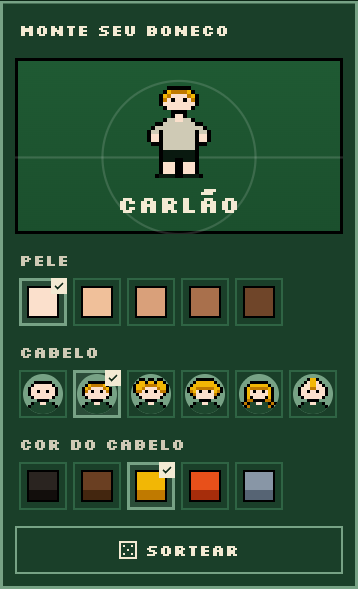 MONTE SEU BONECO
CARLÃO
PELE
CABELO
COR DO CABELO
SORTEAR